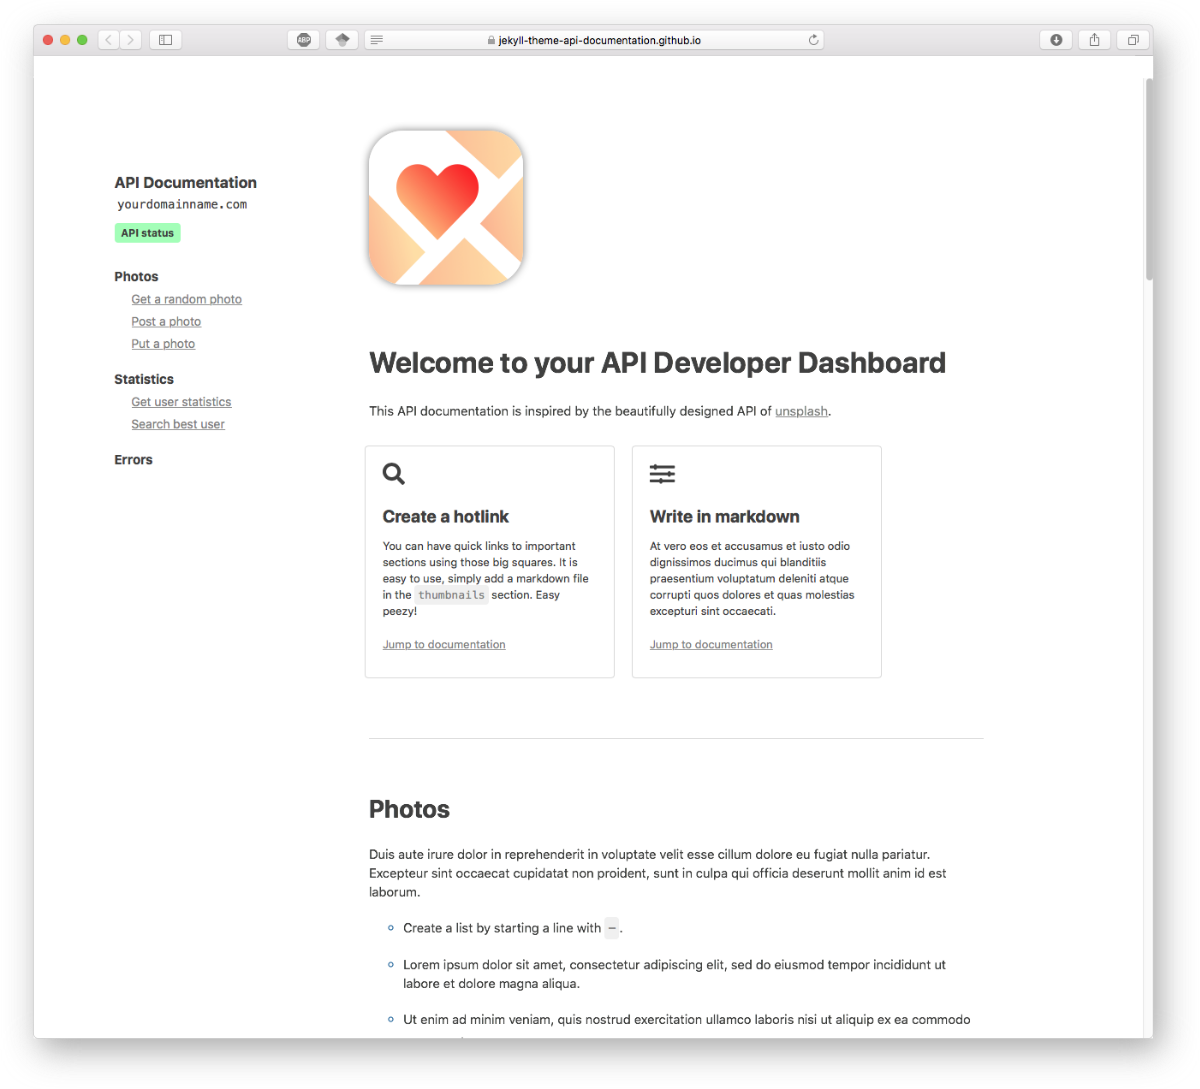 ABP
jekyll-theme-api-documentation.github.io
API Documentation
yourdomainname.com
API status
Photos
Get a random photo
Post a photo
Put a photo
Statistics
Get user statistics
Search best user
Errors
Welcome to your API Developer Dashboard
This API documentation is inspired by the beautifully designed API of unsplash.
Create a hotlink
You can have quick links to important
sections using those big squares. It is
easy to use, simply add a markdown file
in the thumbnails section. Easy
peezy!
Jump to documentation
Write in markdown
At vero eos et accusamus et iusto odio
dignissimos ducimus qui blanditiis
praesentium voluptatum deleniti atque
corrupti quos dolores et quas molestias
excepturi sint occaecati.
Jump to documentation
Photos
Duis aute irure dolor in reprehenderit in voluptate velit esse cillum dolore eu fugiat nulla pariatur.
Excepteur sint occaecat cupidatat non proident, sunt in culpa qui officia deserunt mollit anim id est
laborum.
Create a list by starting a line with −.
Lorem ipsum dolor sit amet, consectetur adipiscing elit, sed do eiusmod tempor incididunt ut
labore et dolore magna aliqua.
Ut enim ad minim veniam, quis nostrud exercitation ullamco laboris nisi ut aliquip ex ea commodo